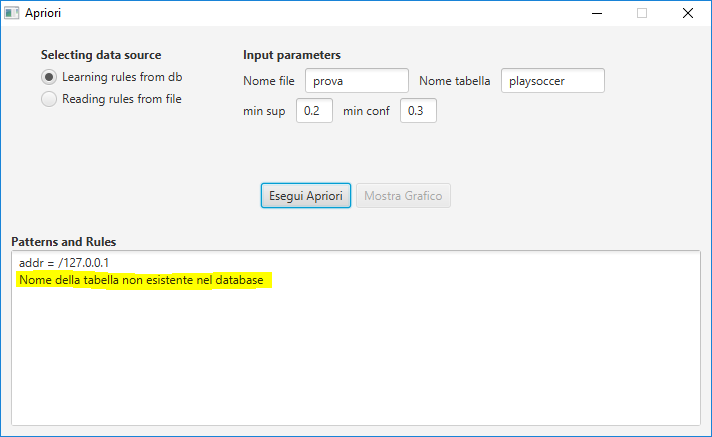 Apriori
Selecting data source
Learning rules from db
Reading rules from file
Input parameters
Nome file prova Nome tabella playsoccer
min sup 0.2 min conf 0.3
Esegui Apriori Mostra Grafico
Patterns and Rules
addr = /127.0.0.1
Nome della tabella non esistente nel database